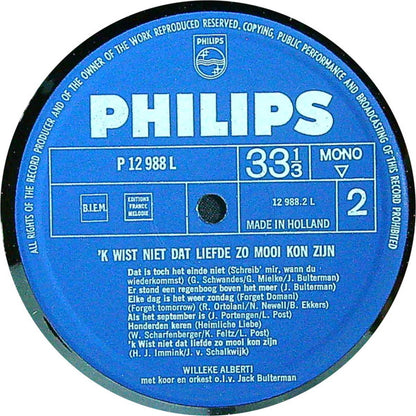 ALL RIGHTS OF THE RECORD PRODUCER AND OF THE OWNER OF THE WORK REPRODUCED RESERVED. COPYING, PUBLIC PERFORMANCE AND BROADCASTING OF THIS RECORD PROHIBITED
PHILIPS
PHILIPS
P 12 988 L
33 1/3
MONO
B.I.E.M.
EDITIONS FRANCE MELODIE
12 988.2 L
MADE IN HOLLAND
2
'K WIST NIET DAT LIEFDE ZO MOOI KON ZIJN
Dat is toch het einde niet (Schreib' mir, wann du
wiederkommst) (G. Schwandes/G. Mielke/J. Bulterman)
Er stond een regenboog boven het meer (J. Bulterman)
Elke dag is het weer zondag (Forget Domani)
(Forget tomorrow) (R. Ortolani/N. Newell/B. Ekkers)
Als het september is (J. Portengen/L. Post)
Honderden keren (Heimliche Liebe)
(W. Scharfenberger/K. Feltz/L. Post)
'k Wist niet dat liefde zo mooi kon zijn
(H. J. Immink/J. v. Schalkwijk)
WILLEKE ALBERTI
met koor en orkest o.l.v. Jack Bulterman